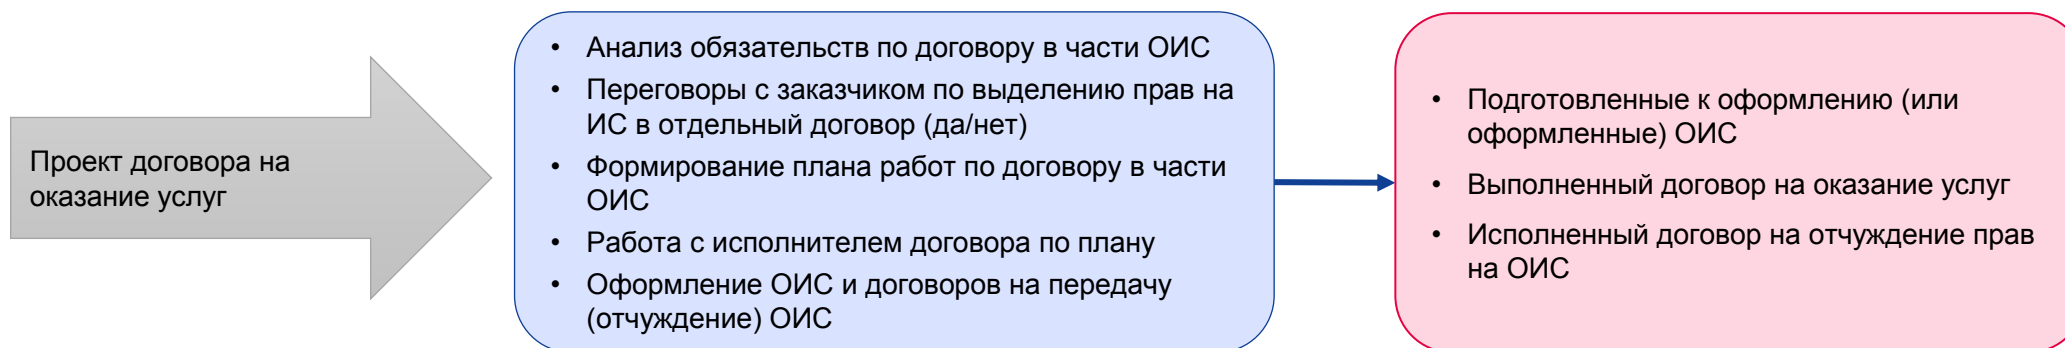 Проект договора на
оказание услуг
• Анализ обязательств по договору в части ОИС
• Переговоры с заказчиком по выделению прав на
ИС в отдельный договор (да/нет)
• Формирование плана работ по договору в части
ОИС
• Работа с исполнителем договора по плану
• Оформление ОИС и договоров на передачу
(отчуждение) ОИС
• Подготовленные к оформлению (или
оформленные) ОИС
• Выполненный договор на оказание услуг
• Исполненный договор на отчуждение прав
на ОИС